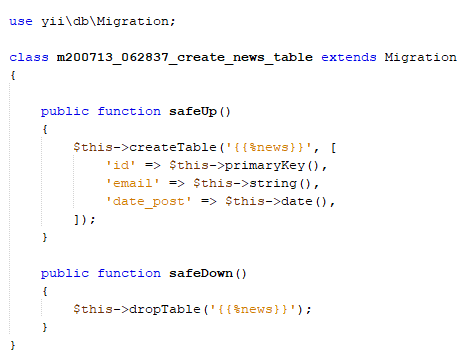 use yii\db\Migration;

class m200713_062837_create_news_table extends Migration
{

    public function safeUp()
    {
        $this->createTable('{{%news}}', [
            'id' => $this->primaryKey(),
            'email' => $this->string(),
            'date_post' => $this->date(),
        ]);
    }

    public function safeDown()
    {
        $this->dropTable('{{%news}}');
    }
}